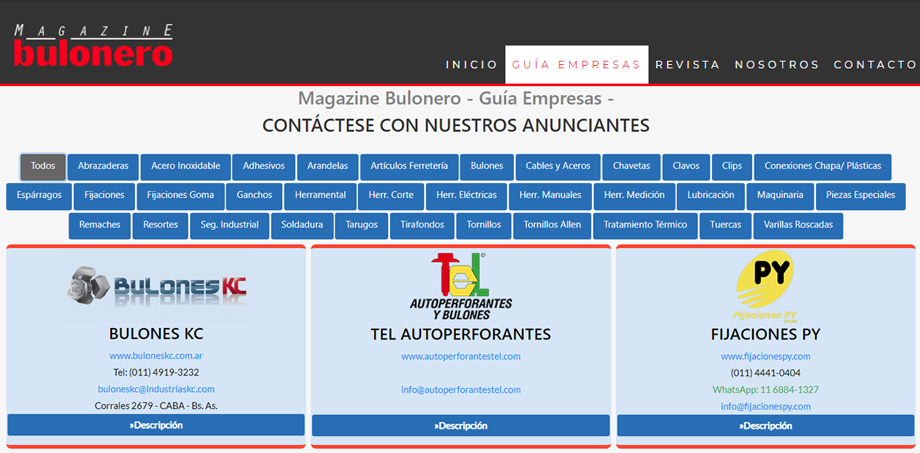 MAGAZINE
bulonero
INICIO GUÍA EMPRESAS REVISTA NOSOTROS CONTACTO
Magazine Bulonero - Guía Empresas -
CONTÁCTESE CON NUESTROS ANUNCIANTES
Todos Abrazaderas Acero Inoxidable Adhesivos Arandelas Artículos Ferretería Bulones Cables y Aceros Chavetas Clavos Clips Conexiones Chapa/ Plásticas
Espárragos Fijaciones Fijaciones Goma Ganchos Herramental Herr. Corte Herr. Eléctricas Herr. Manuales Herr. Medición Lubricación Maquinaria Piezas Especiales
Remaches Resortes Seg. Industrial Soldadura Tarugos Tirafondos Tornillos Tornillos Allen Tratamiento Térmico Tuercas Varillas Roscadas
KC BULONES KC
BULONES KC
www.buloneskc.com.ar
Tel: (011) 4919-3232
buloneskc@industriaskc.com
Corrales 2679 - CABA - Bs. As.
»Descripción
TEL
AUTOPERFORANTES
Y BULONES
TEL AUTOPERFORANTES
www.autoperforantestel.com
info@autoperforantestel.com
»Descripción
PY
Fijaciones PY
FIJACIONES PY
www.fijacionespy.com
(011) 4441-0404
WhatsApp: 11 6884-1327
info@fijacionespy.com
»Descripción